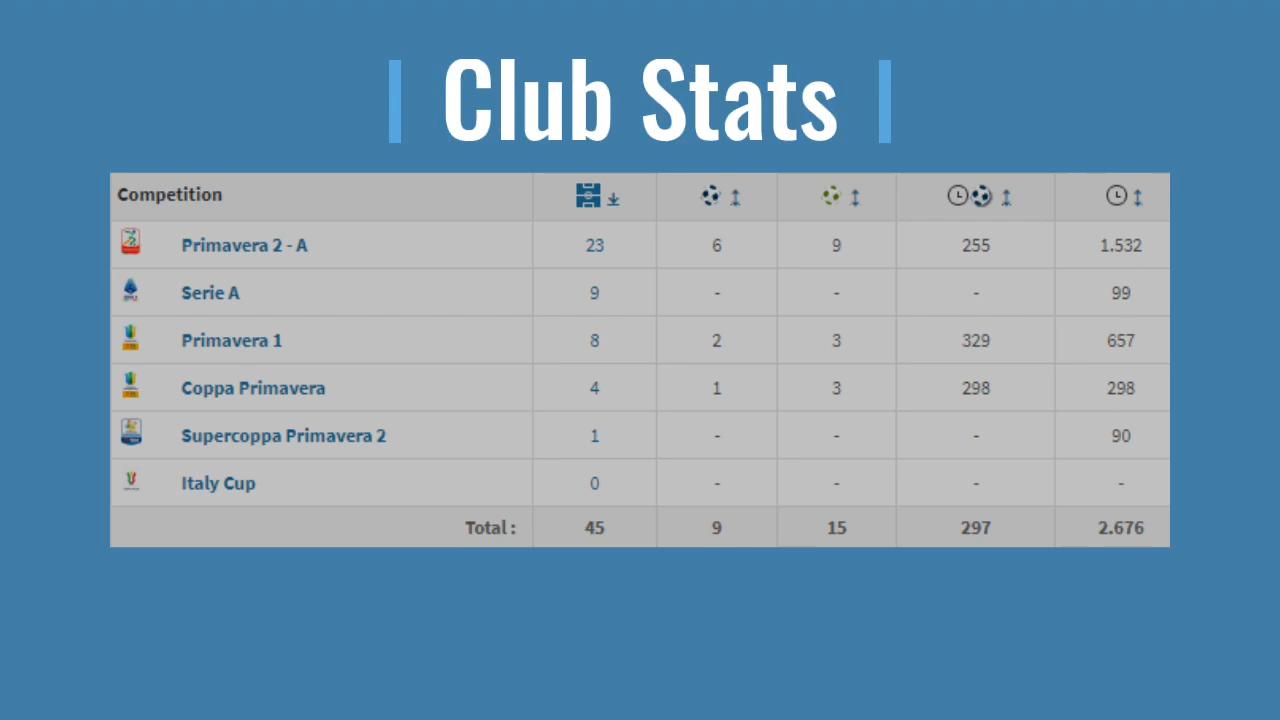 Club Stats
Competition
Primavera 2 - A 23 6 9 255 1.532
Serie A 9 - - - 99
Primavera 1 8 2 3 329 657
Coppa Primavera 4 1 3 298 298
Supercoppa Primavera 2 1 - - - 90
Italy Cup 0 - - - -
Total : 45 9 15 297 2.676